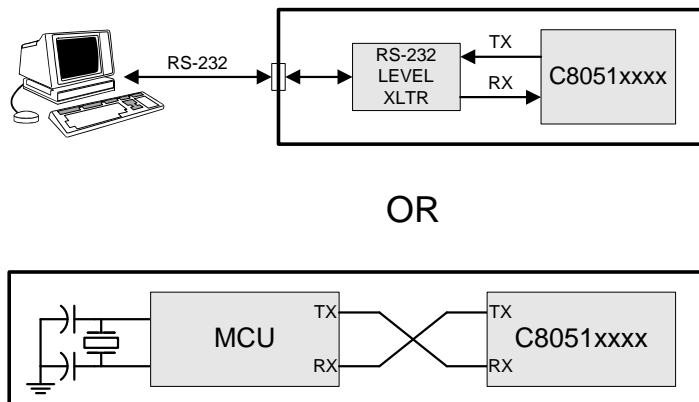 RS-232
RS-232
LEVEL
XLTR
TX
RX
C8051xxxx
OR
MCU
TX
RX
TX
RX
C8051xxxx